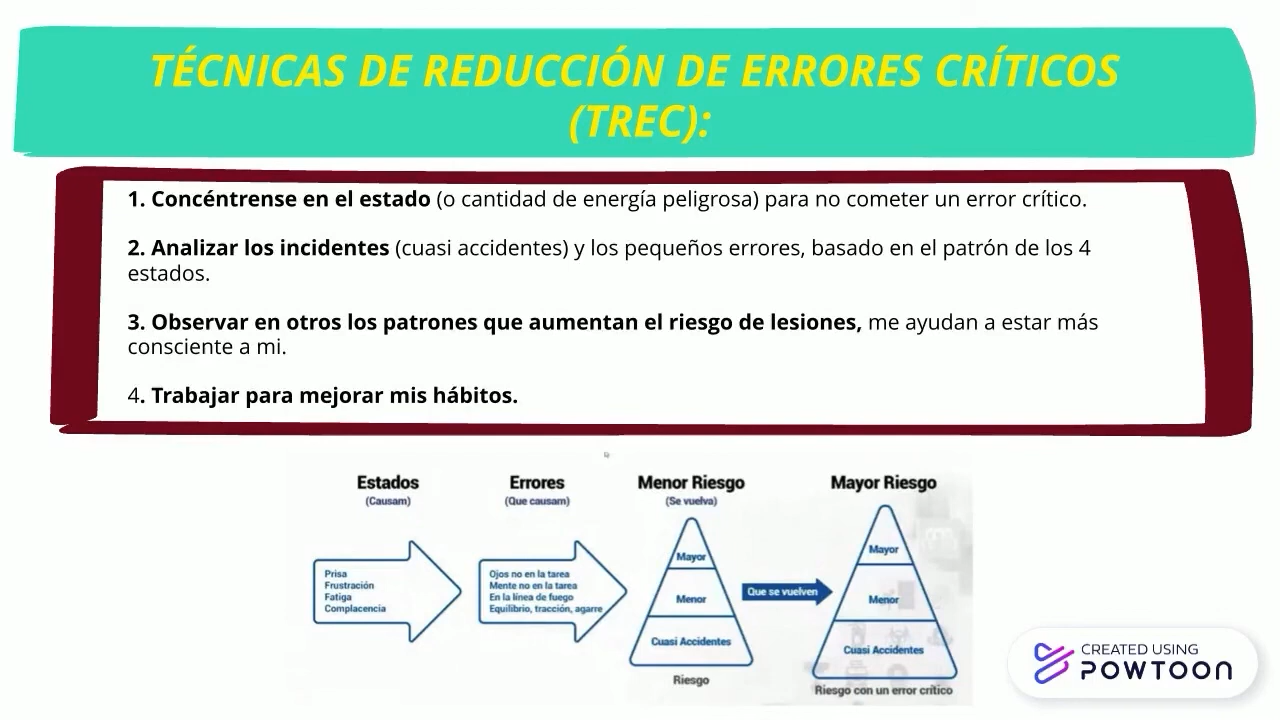 TÉCNICAS DE REDUCCIÓN DE ERRORES CRÍTICOS
(TREC):
1. Concéntrense en el estado (o cantidad de energía peligrosa) para no cometer un error crítico.
2. Analizar los incidentes (cuasi accidentes) y los pequeños errores, basado en el patrón de los 4
estados.
3. Observar en otros los patrones que aumentan el riesgo de lesiones, me ayudan a estar más
consciente a mi.
4. Trabajar para mejorar mis hábitos.
Estados
(Causam)
Prisa
Frustración
Fatiga
Complacencia
Errores
(Que causam)
Ojos no en la tarea
Mente no en la tarea
En la línea de fuego
Equilibrio, tracción, agarre
Menor Riesgo
(Se vuelva)
Mayor
Menor
Cuasi Accidentes
Riesgo
Que se vuelven
Mayor Riesgo
Mayor
Menor
Cuasi Accidentes
Riesgo con un error crítico
CREATED USING
POWTOON